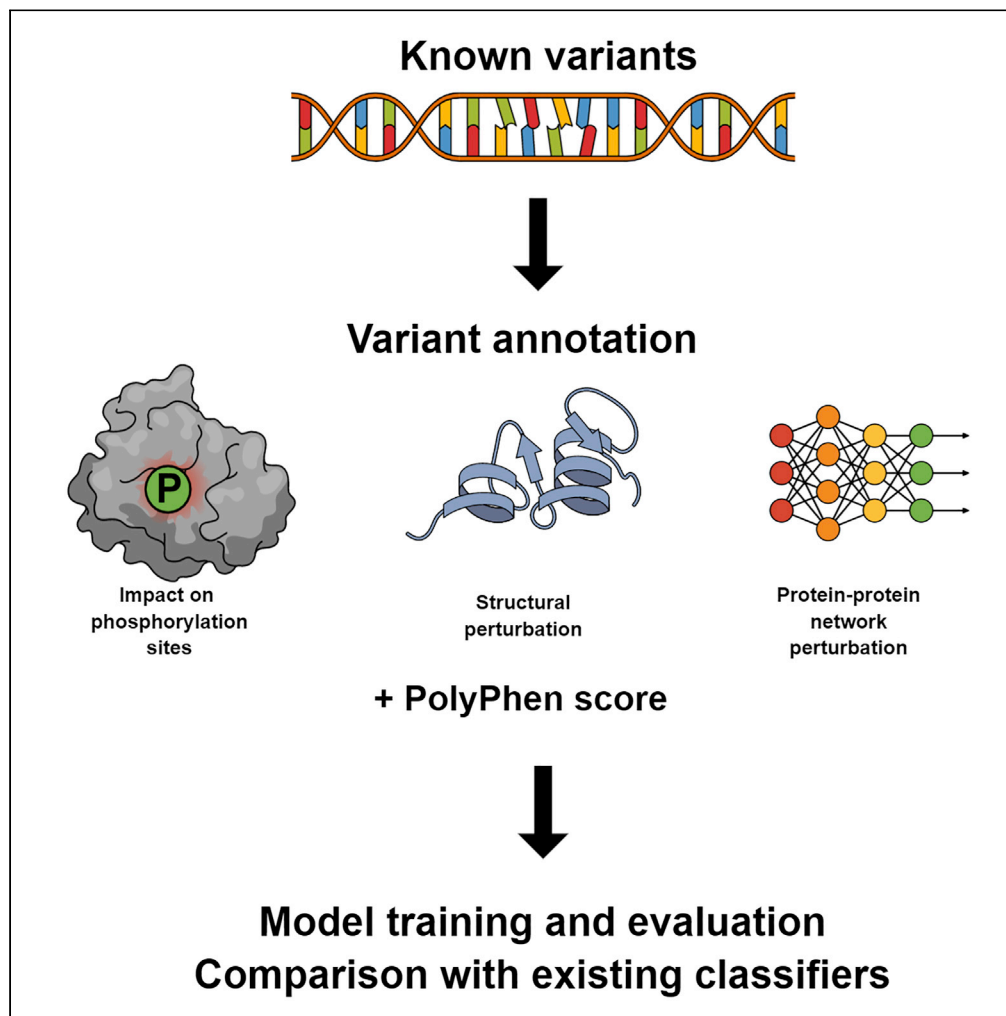 Known variants
Variant annotation
P
Impact on
phosphorylation
sites
Structural
perturbation
Protein-protein
network
perturbation
+ PolyPhen score
Model training and evaluation
Comparison with existing classifiers